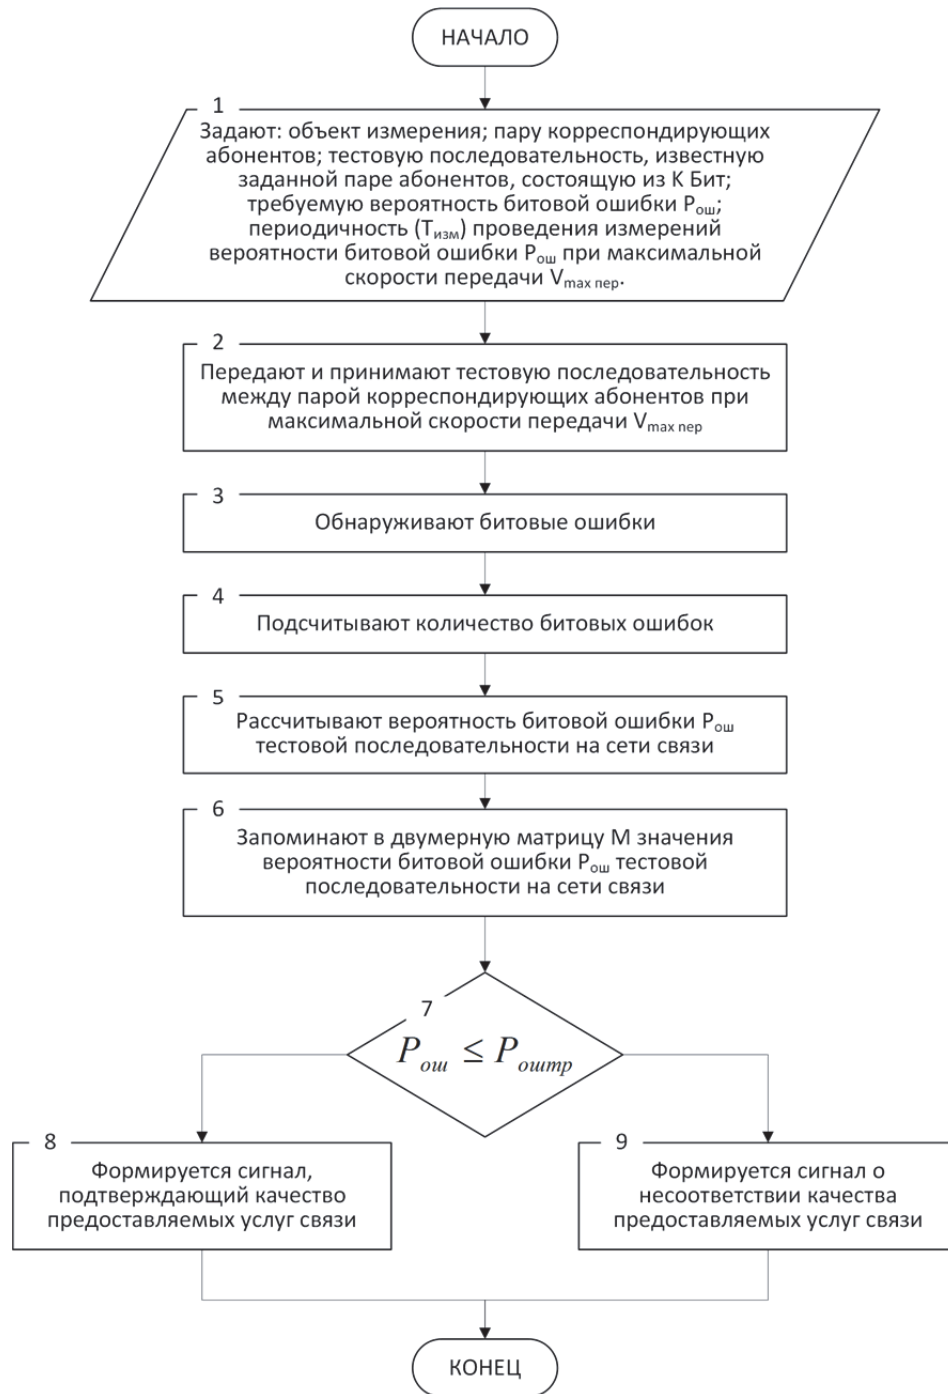 НАЧАЛО
1
Задают: объект измерения; пару корреспондирующих
абонентов; тестовую последовательность, известную
заданной паре абонентов, состоящую из К Бит;
требуемую вероятность битовой ошибки Pош;
периодичность (Tизм) проведения измерений
вероятности битовой ошибки Pош при максимальной
скорости передачи Vmax пер.
2
Передают и принимают тестовую последовательность
между парой корреспондирующих абонентов при
максимальной скорости передачи Vmax пер
3
Обнаруживают битовые ошибки
4
Подсчитывают количество битовых ошибок
5
Рассчитывают вероятность битовой ошибки Pош
тестовой последовательности на сети связи
6
Запоминают в двумерную матрицу М значения
вероятности битовой ошибки Pош тестовой
последовательности на сети связи
7
Pош ≤ Pоштр
8
Формируется сигнал,
подтверждающий качество
предоставляемых услуг связи
9
Формируется сигнал о
несоответствии качества
предоставляемых услуг связи
КОНЕЦ